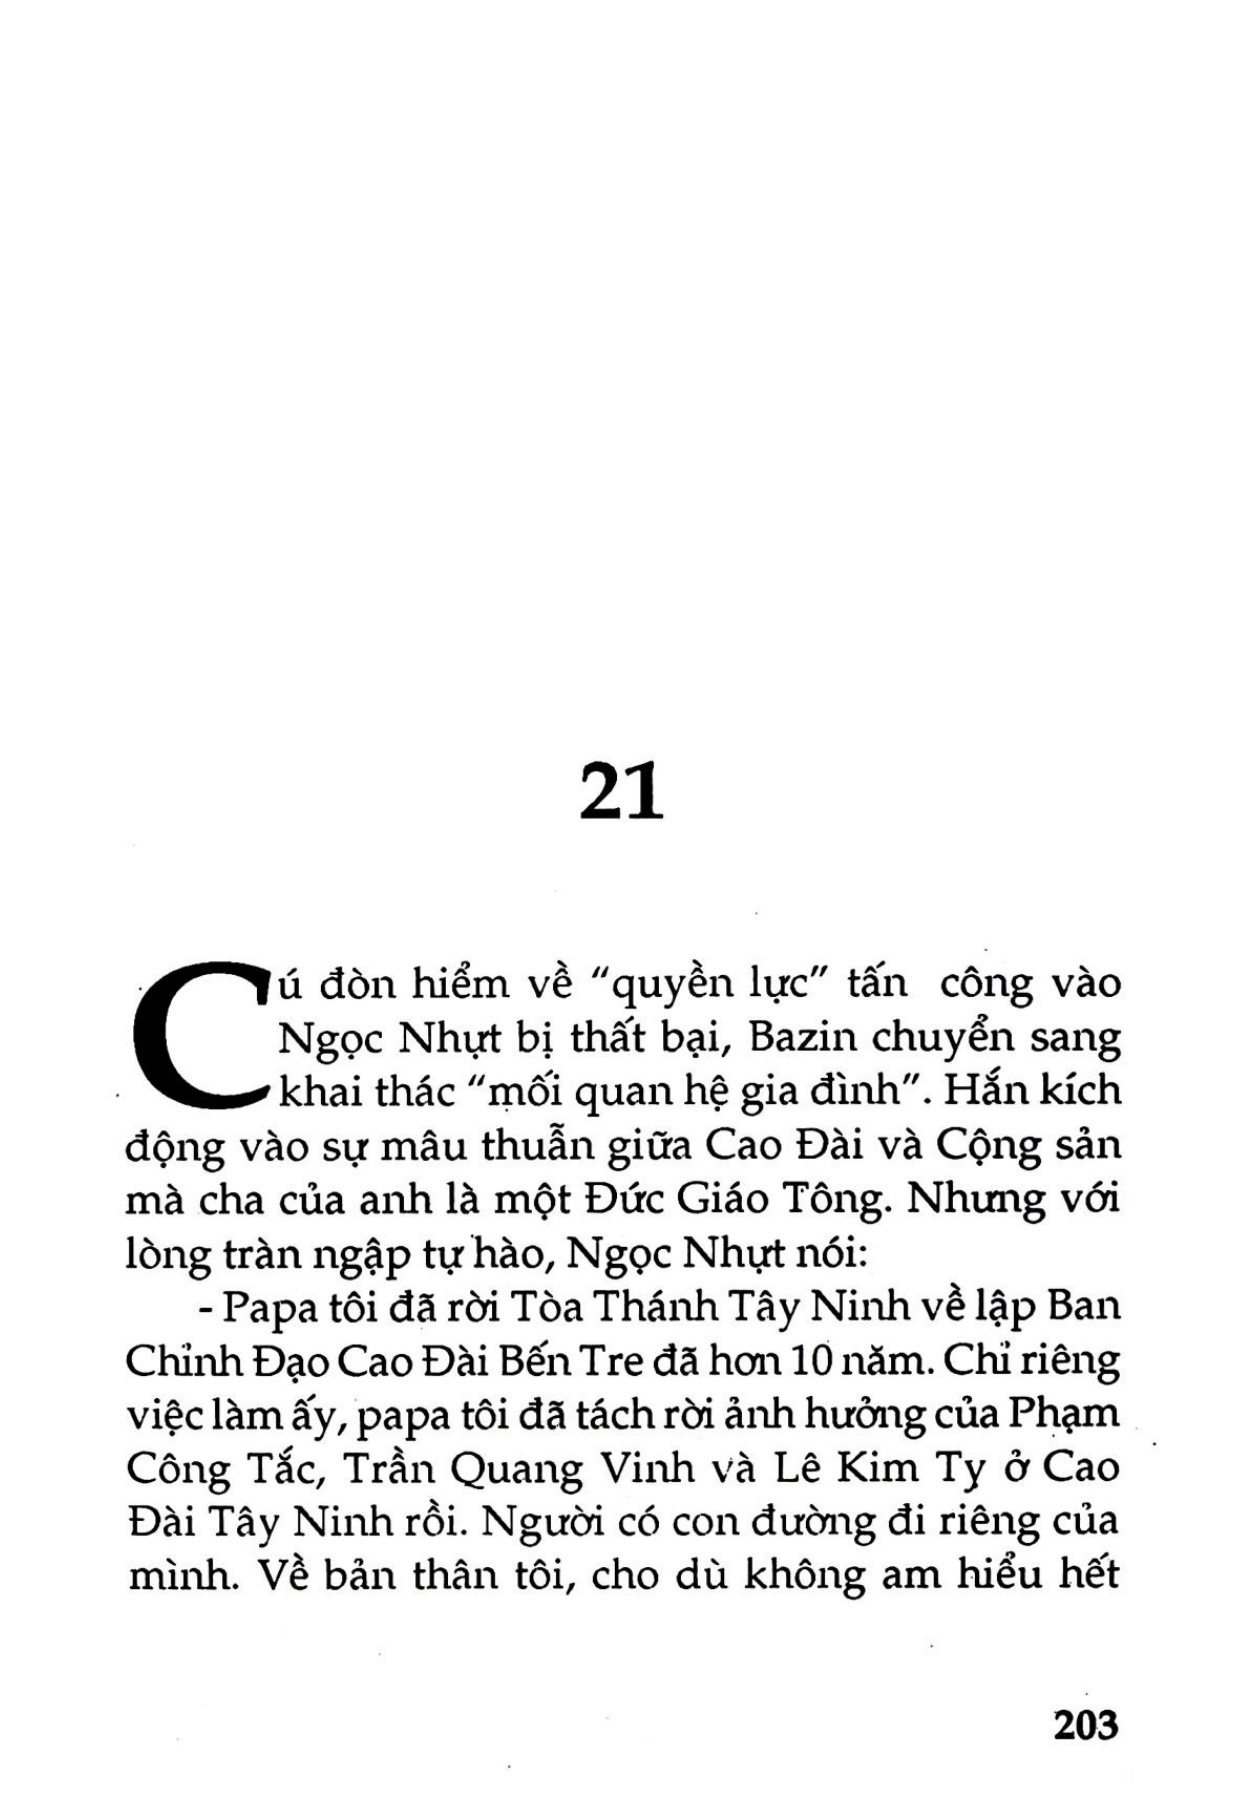 21
Cú đòn hiểm về "quyền lực" tấn công vào
Ngọc Nhựt bị thất bại, Bazin chuyển sang
khai thác "mối quan hệ gia đình". Hắn kích
động vào sự mâu thuẫn giữa Cao Đài và Cộng sản
mà cha của anh là một Đức Giáo Tông. Nhưng với
lòng tràn ngập tự hào, Ngọc Nhựt nói:
- Papa tôi đã rời Tòa Thánh Tây Ninh về lập Ban
Chỉnh Đạo Cao Đài Bến Tre đã hơn 10 năm. Chỉ riêng
việc làm ấy, papa tôi đã tách rời ảnh hưởng của Phạm
Công Tắc, Trần Quang Vinh và Lê Kim Ty ở Cao
Đài Tây Ninh rồi. Người có con đường đi riêng của
mình. Về bản thân tôi, cho dù không am hiểu hết
203